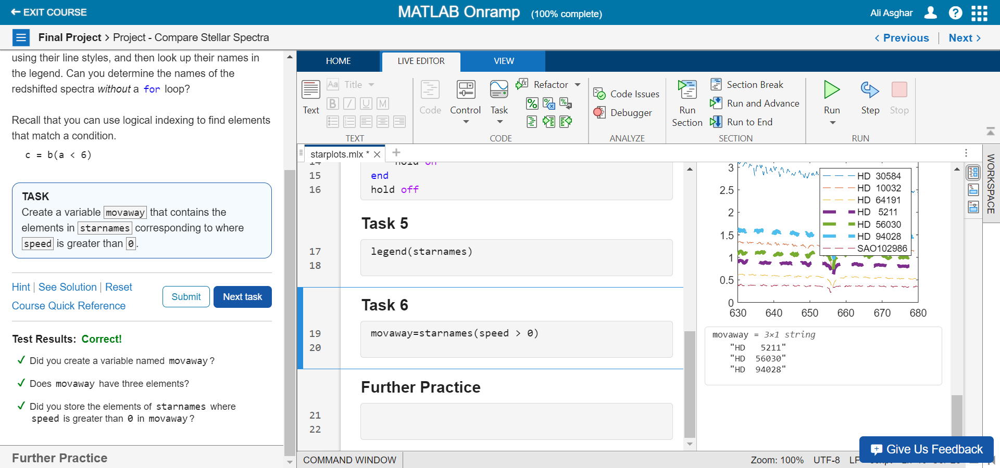 EXIT COURSE
MATLAB Onramp (100% complete)
Ali Asghar
Final Project > Project - Compare Stellar Spectra
< Previous
Next >
using their line styles, and then look up their names in
the legend. Can you determine the names of the
redshifted spectra without a for loop?
Recall that you can use logical indexing to find elements
that match a condition.
c = b(a < 6)
TASK
Create a variable movaway that contains the
elements in starnames corresponding to where
speed is greater than 0.
Hint | See Solution | Reset
Course Quick Reference
Submit
Next task
Test Results: Correct!
Did you create a variable named movaway?
Does movaway have three elements?
Did you store the elements of starnames where
speed is greater than 0 in movaway?
Further Practice
HOME
LIVE EDITOR
VIEW
Text
Aa Title
B I U M
TEXT
Code
Control
Task
Refactor
CODE
Code Issues
Debugger
ANALYZE
Run
Section
Section Break
Run and Advance
Run to End
SECTION
Run
Step
Stop
RUN
starplots.mlx *
14 hold on
15 end
16 hold off
Task 5
17 legend(starnames)
18
Task 6
19 movaway=starnames(speed > 0)
20
Further Practice
21
22
3
2.5
2
1.5
1
0.5
0
630 640 650 660 670 680
HD 30584
HD 10032
HD 64191
HD 5211
HD 56030
HD 94028
SAO102986
movaway = 3×1 string
"HD 5211"
"HD 56030"
"HD 94028"
WORKSPACE
Give Us Feedback
COMMAND WINDOW
Zoom: 100% UTF-8 LF